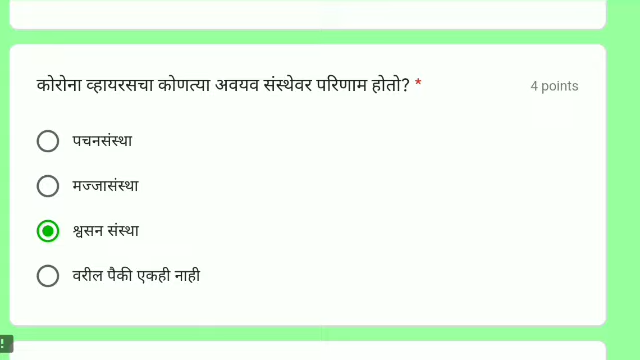 कोरोना व्हायरसचा कोणत्या अवयव संस्थेवर परिणाम होतो? *
4 points
पचनसंस्था
मज्जासंस्था
श्वसन संस्था
वरील पैकी एकही नाही
!